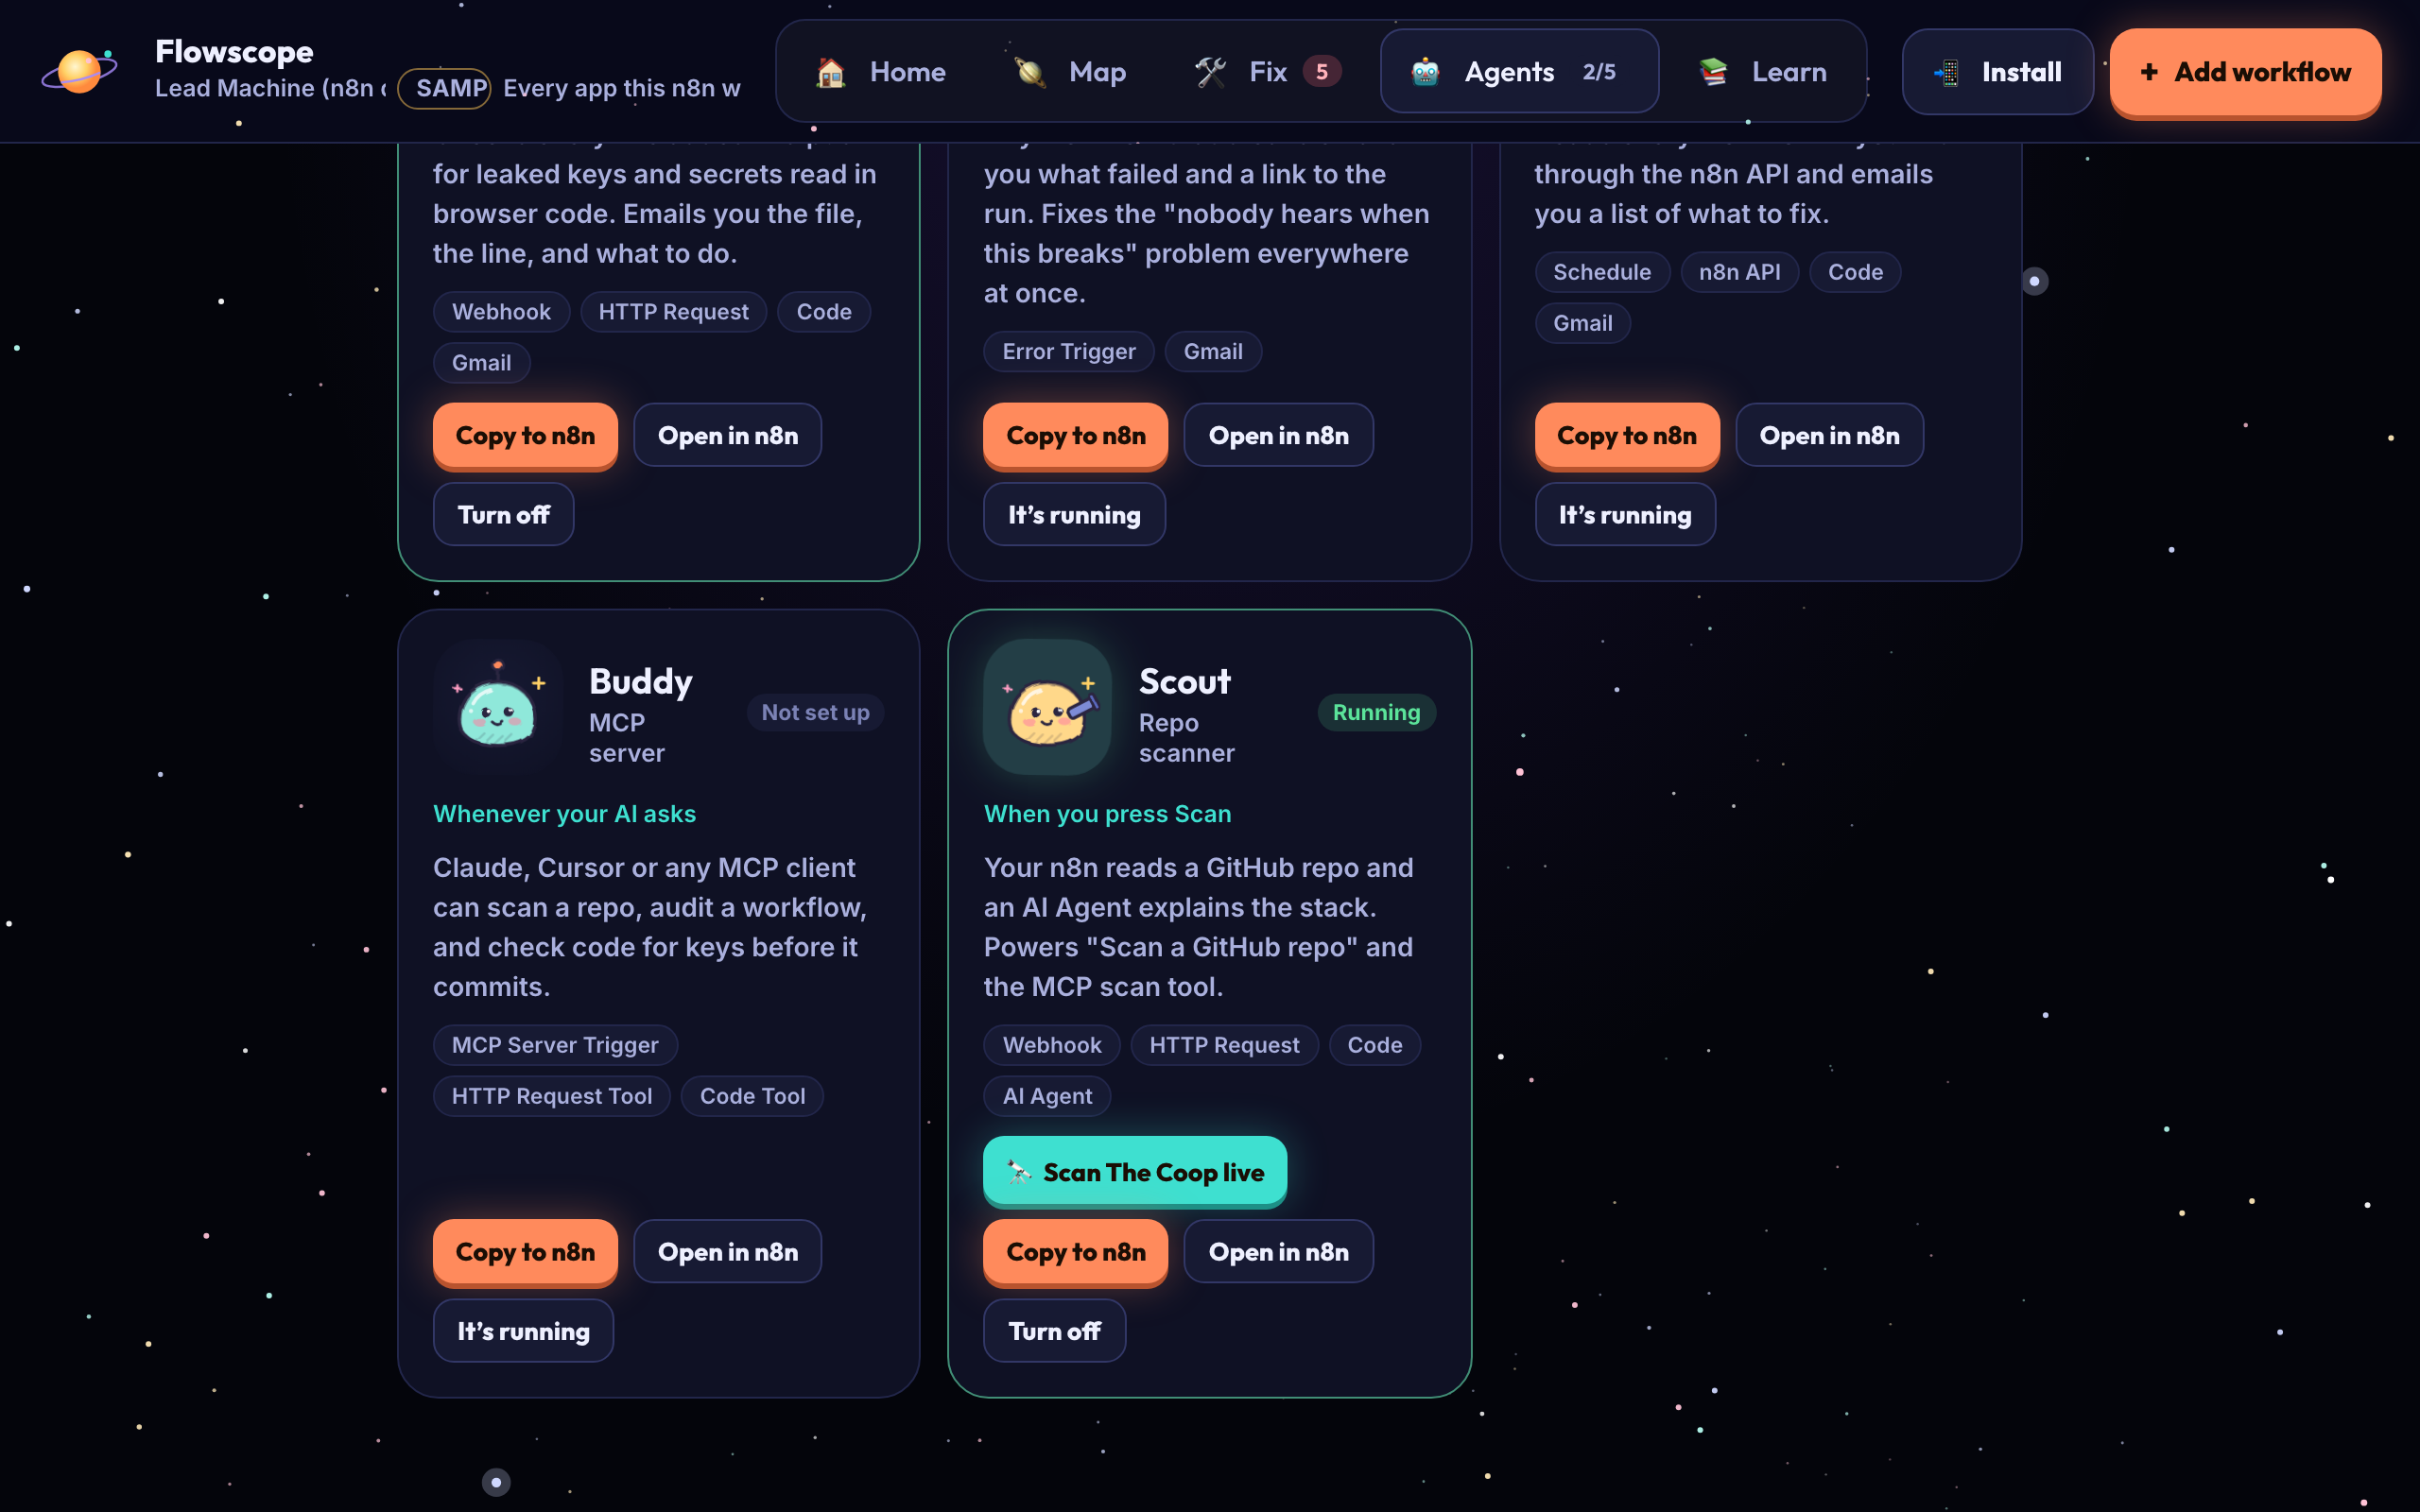 Flowscope
Lead Machine (n8n
SAMP
Every app this n8n w
Home
Map
Fix 5
Agents 2/5
Learn
Install
+ Add workflow
for leaked keys and secrets read in
browser code. Emails you the file,
the line, and what to do.
Webhook
HTTP Request
Code
Gmail
Copy to n8n
Open in n8n
Turn off
you what failed and a link to the
run. Fixes the "nobody hears when
this breaks" problem everywhere
at once.
Error Trigger
Gmail
Copy to n8n
Open in n8n
It's running
through the n8n API and emails
you a list of what to fix.
Schedule
n8n API
Code
Gmail
Copy to n8n
Open in n8n
It's running
Buddy
MCP
server
Not set up
Whenever your AI asks
Claude, Cursor or any MCP client
can scan a repo, audit a workflow,
and check code for keys before it
commits.
MCP Server Trigger
HTTP Request Tool
Code Tool
Copy to n8n
Open in n8n
It's running
Scout
Repo
scanner
Running
When you press Scan
Your n8n reads a GitHub repo and
an AI Agent explains the stack.
Powers "Scan a GitHub repo" and
the MCP scan tool.
Webhook
HTTP Request
Code
AI Agent
Scan The Coop live
Copy to n8n
Open in n8n
Turn off